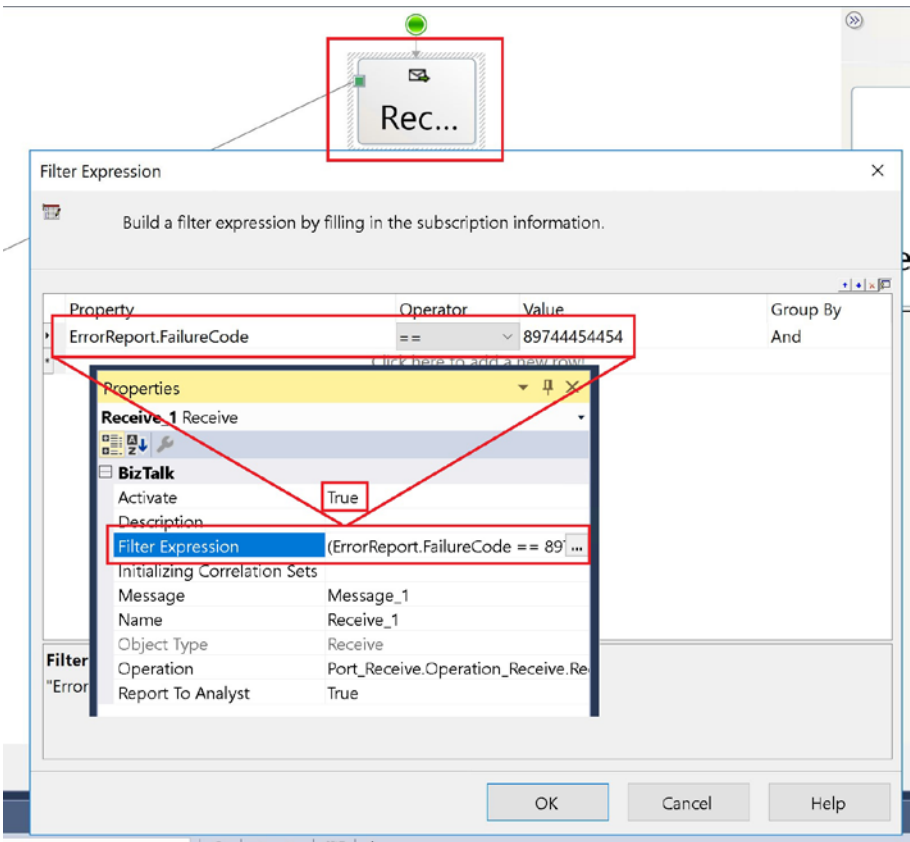 Rec...
Filter Expression
Build a filter expression by filling in the subscription information.
Property Operator Value Group By
ErrorReport.FailureCode == 89744454454 And
Click here to add a new row!
Properties
Receive_1 Receive
BizTalk
Activate True
Description
Filter Expression (ErrorReport.FailureCode == 897 ...
Initializing Correlation Sets
Message Message_1
Name Receive_1
Object Type Receive
Filter
Operation Port_Receive.Operation_Receive.Re
"Error
Report To Analyst True
OK Cancel Help